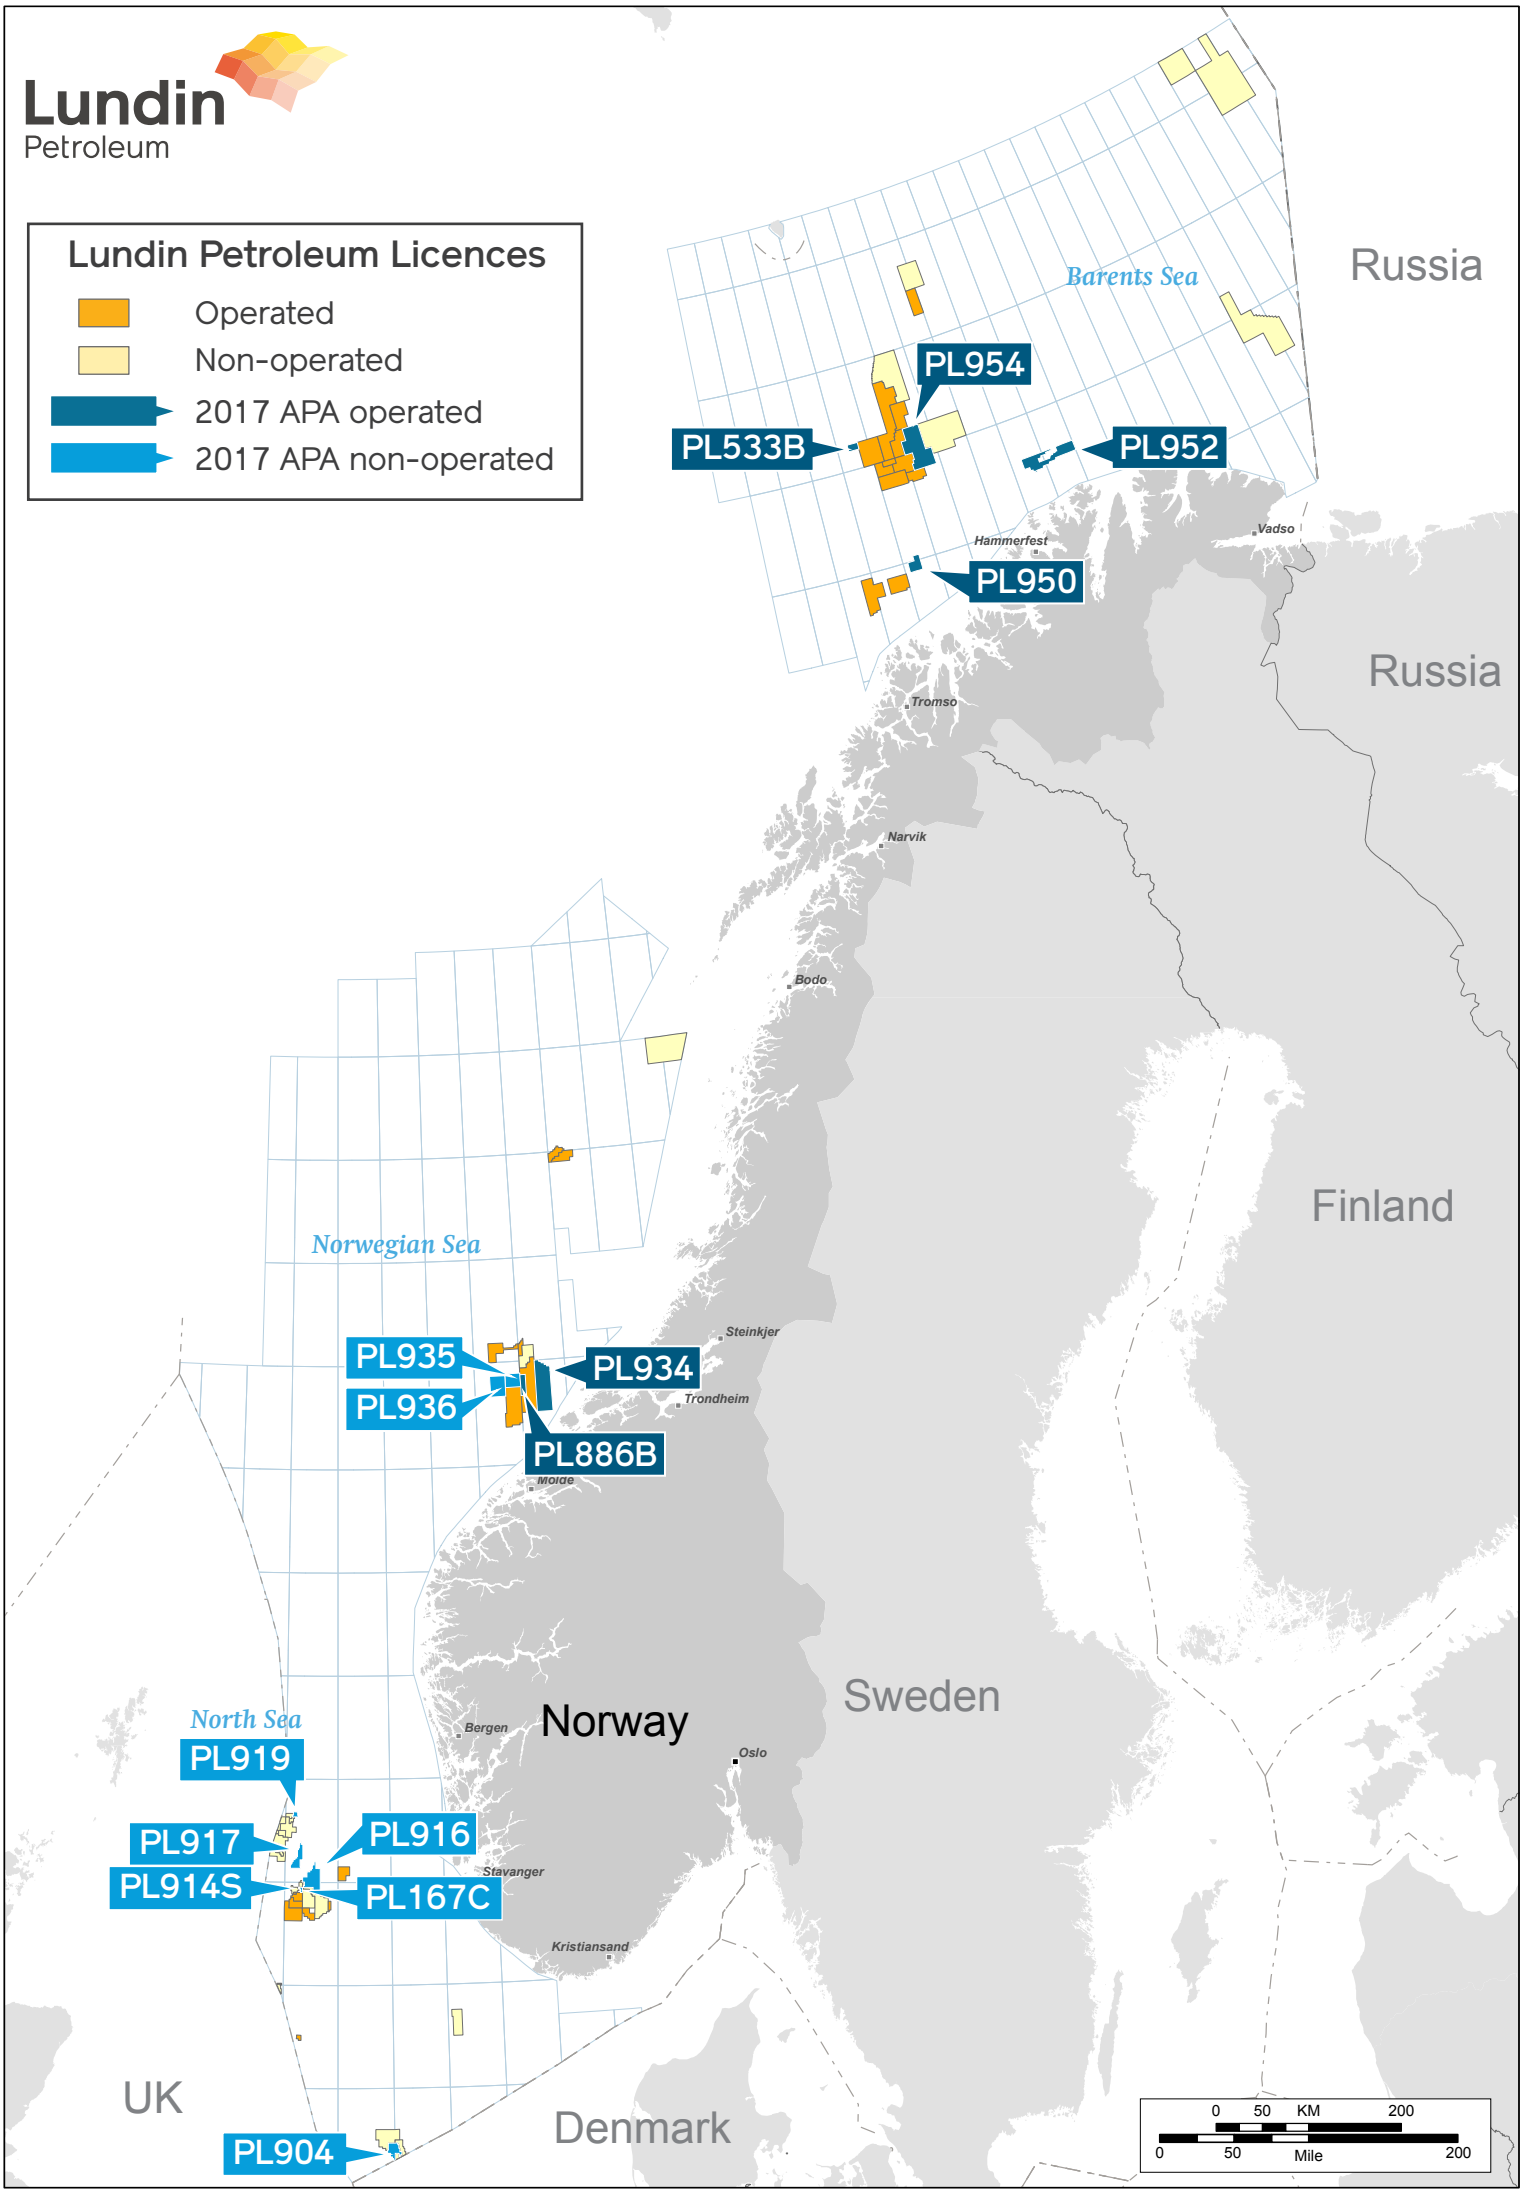 Lundin
Petroleum
Lundin Petroleum Licences
Operated
Non-operated
2017 APA operated
2017 APA non-operated
Barents Sea
Russia
PL954
PL533B
PL952
Vadso
Hammerfest
PL950
Russia
Tromso
Narvik
Bodo
Finland
Norwegian Sea
Steinkjer
PL935
PL934
PL936
Trondheim
PL886B
Molde
Sweden
North Sea
Norway
Bergen
Oslo
PL919
PL917
PL916
Stavanger
PL914S
PL167C
Kristiansand
UK
Denmark
PL904
0 50 KM 200
0 50 Mile 200